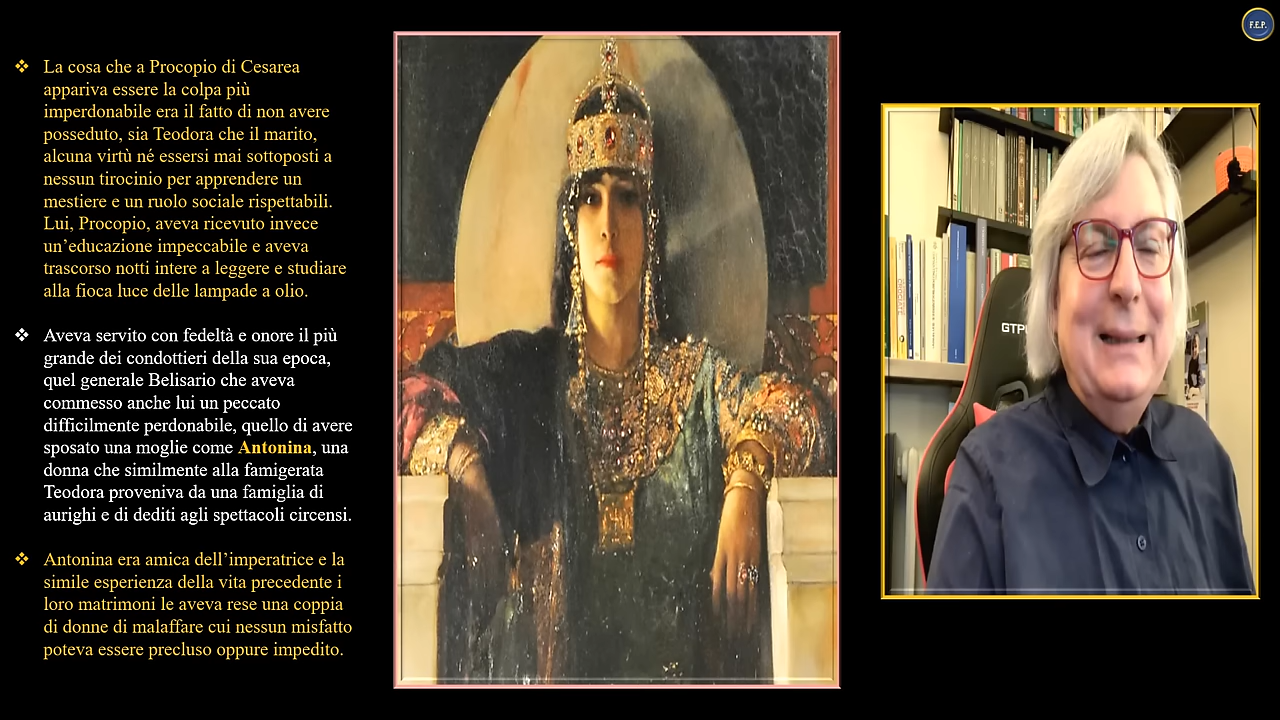 ❖ La cosa che a Procopio di Cesarea
appariva essere la colpa più
imperdonabile era il fatto di non avere
posseduto, sia Teodora che il marito,
alcuna virtù né essersi mai sottoposti a
nessun tirocinio per apprendere un
mestiere e un ruolo sociale rispettabili.
Lui, Procopio, aveva ricevuto invece
un’educazione impeccabile e aveva
trascorso notti intere a leggere e studiare
alla fioca luce delle lampade a olio.
❖ Aveva servito con fedeltà e onore il più
grande dei condottieri della sua epoca,
quel generale Belisario che aveva
commesso anche lui un peccato
difficilmente perdonabile, quello di avere
sposato una moglie come Antonina, una
donna che similmente alla famigerata
Teodora proveniva da una famiglia di
aurighi e di dediti agli spettacoli circensi.
❖ Antonina era amica dell’imperatrice e la
simile esperienza della vita precedente i
loro matrimoni le aveva rese una coppia
di donne di malaffare cui nessun misfatto
poteva essere precluso oppure impedito.
F.E.P.